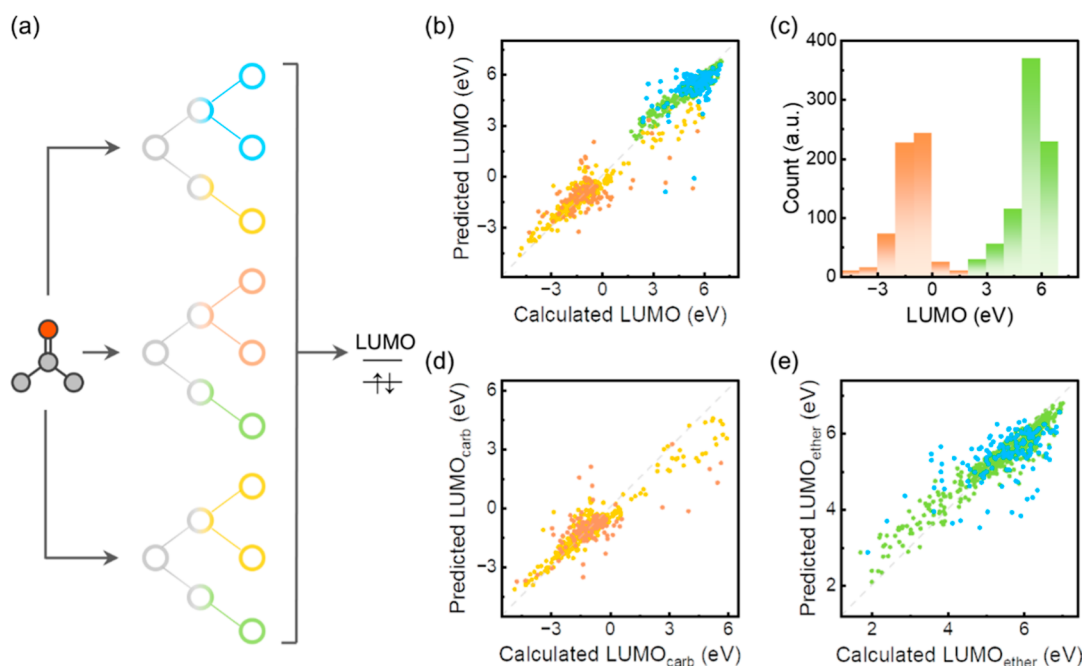 (a)
LUMO
(b)
Predicted LUMO (eV)
6
3
0
−3
−3 0 3 6
Calculated LUMO (eV)
(c)
Count (a.u.)
400
300
200
100
0
−3 0 3 6
LUMO (eV)
(d)
Predicted LUMOcarb (eV)
6
3
0
−3
−3 0 3 6
Calculated LUMOcarb (eV)
(e)
Predicted LUMOether (eV)
6
4
2
2 4 6
Calculated LUMOether (eV)